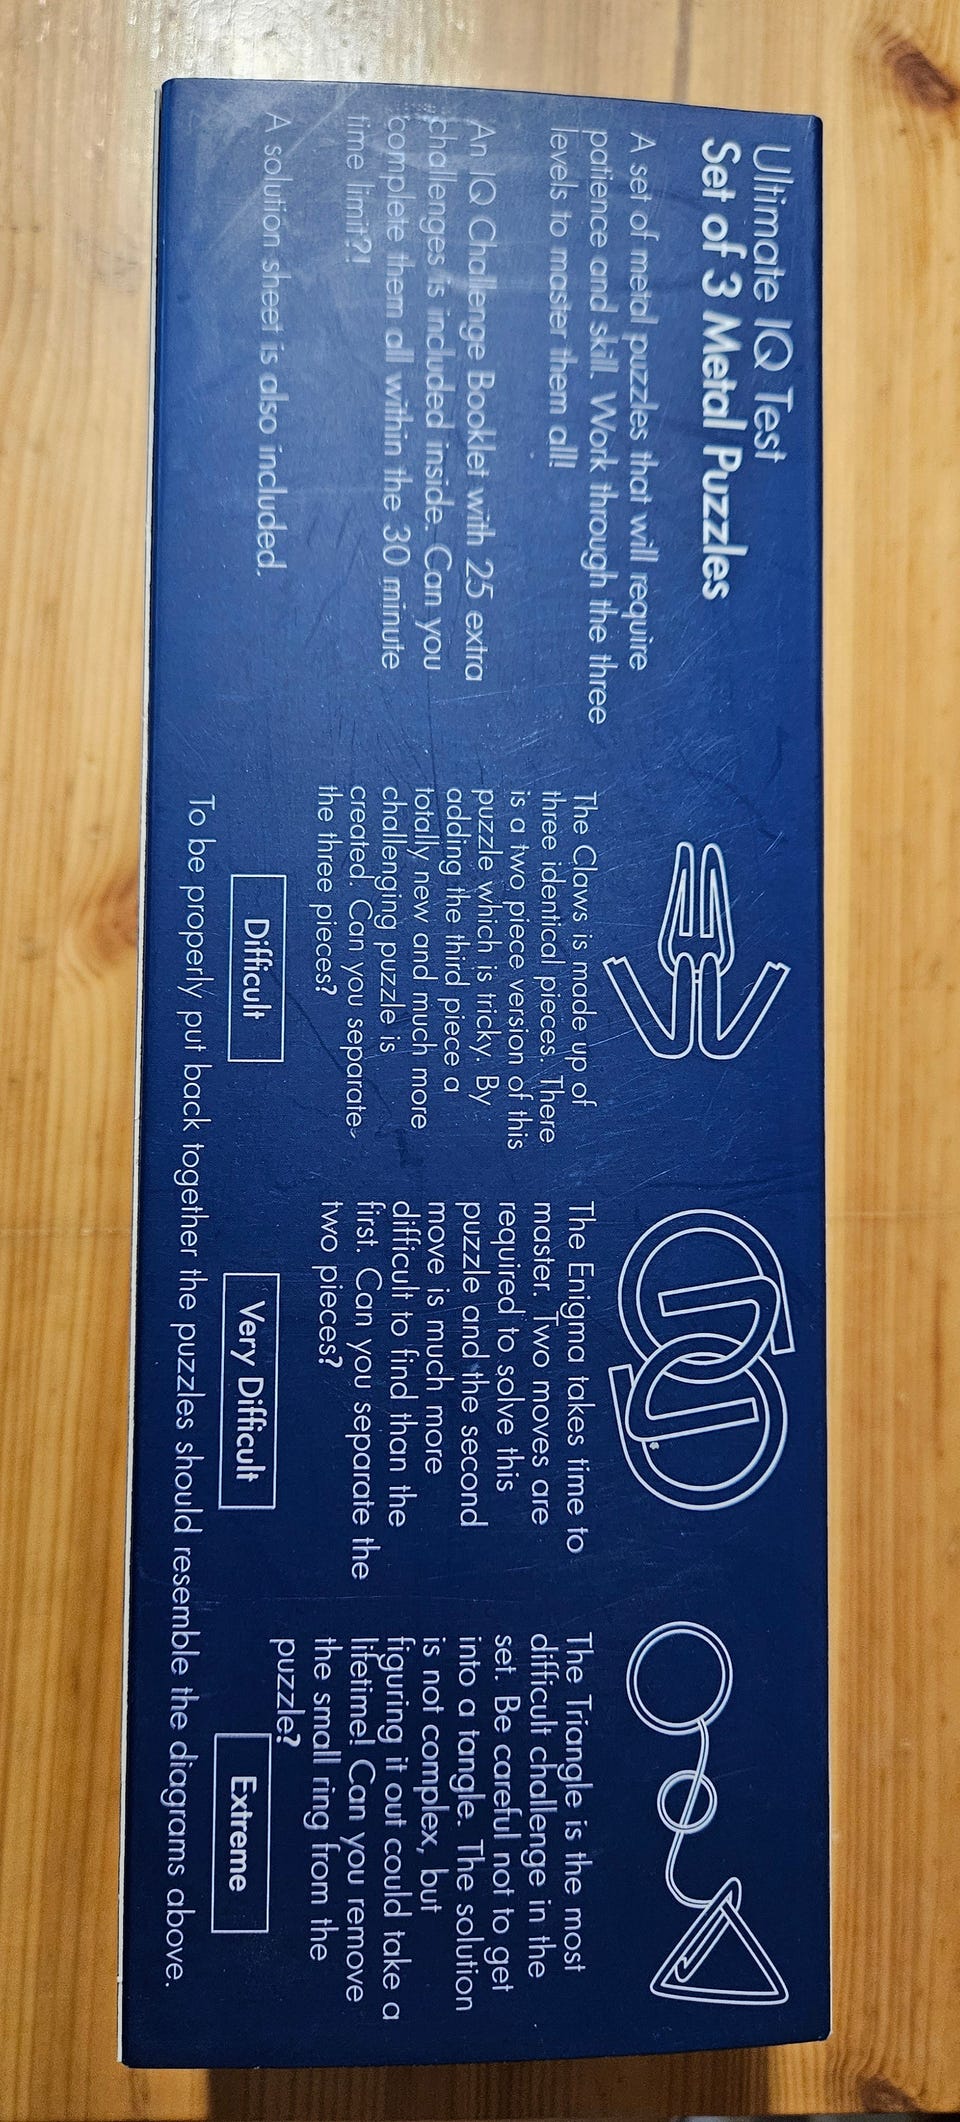 Ultimate IQ Test
Set of 3 Metal Puzzles
A set of metal puzzles that will require
patience and skill. Work through the three
levels to master them all!
An IQ Challenge Booklet with 25 extra
challenges is included inside. Can you
complete them all within the 30 minute
time limit?!
A solution sheet is also included.
The Claws is made up of
three identical pieces. There
is a two piece version of this
puzzle which is tricky. By
adding the third piece a
totally new and much more
challenging puzzle is
created. Can you separate
the three pieces?
Difficult
The Enigma takes time to
master. Two moves are
required to solve this
puzzle and the second
move is much more
difficult to find than the
first. Can you separate the
two pieces?
Very Difficult
The Triangle is the most
difficult challenge in the
set. Be careful not to get
into a tangle. The solution
is not complex, but
figuring it out could take a
lifetime! Can you remove
the small ring from the
puzzle?
Extreme
To be properly put back together the puzzles should resemble the diagrams above.